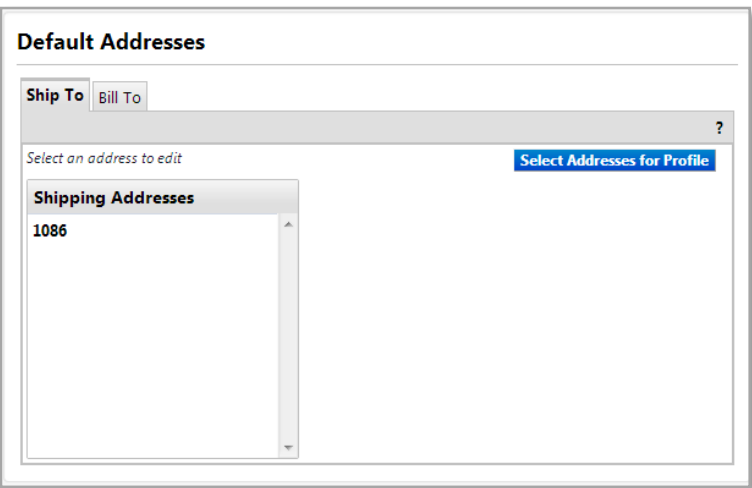 Default Addresses
Ship To Bill To
?
Select an address to edit Select Addresses for Profile
Shipping Addresses
1086